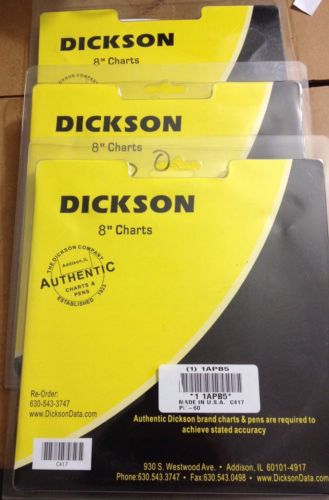 DICKSON
8" Charts
DICKSON
8" Charts
DICKSON
8" Charts
THE DICKSON COMPANY
Addison, IL
AUTHENTIC
CHARTS &
PENS
ESTABLISHED 1923
Re-Order:
630-543-3747
www.DicksonData.com
(1) 1APB5
*1 1APB5*
MADE IN U.S.A. C417
Authentic Dickson brand charts & pens are required to
achieve stated accuracy
C417
930 S. Westwood Ave. • Addison, IL 60101-4917
Phone:630.543.3747 • Fax:630.543.0498 • www.DicksonData.com